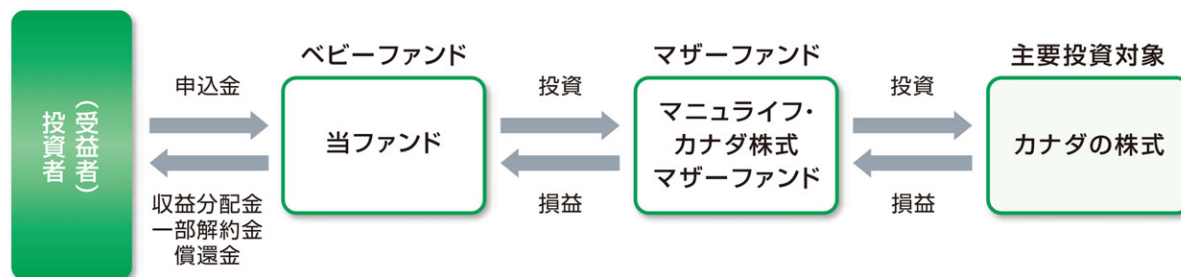 投資者
(受益者)
申込金
収益分配金
一部解約金
償還金
ベビーファンド
当ファンド
投資
損益
マザーファンド
マニュライフ・
カナダ株式
マザーファンド
投資
損益
主要投資対象
カナダの株式